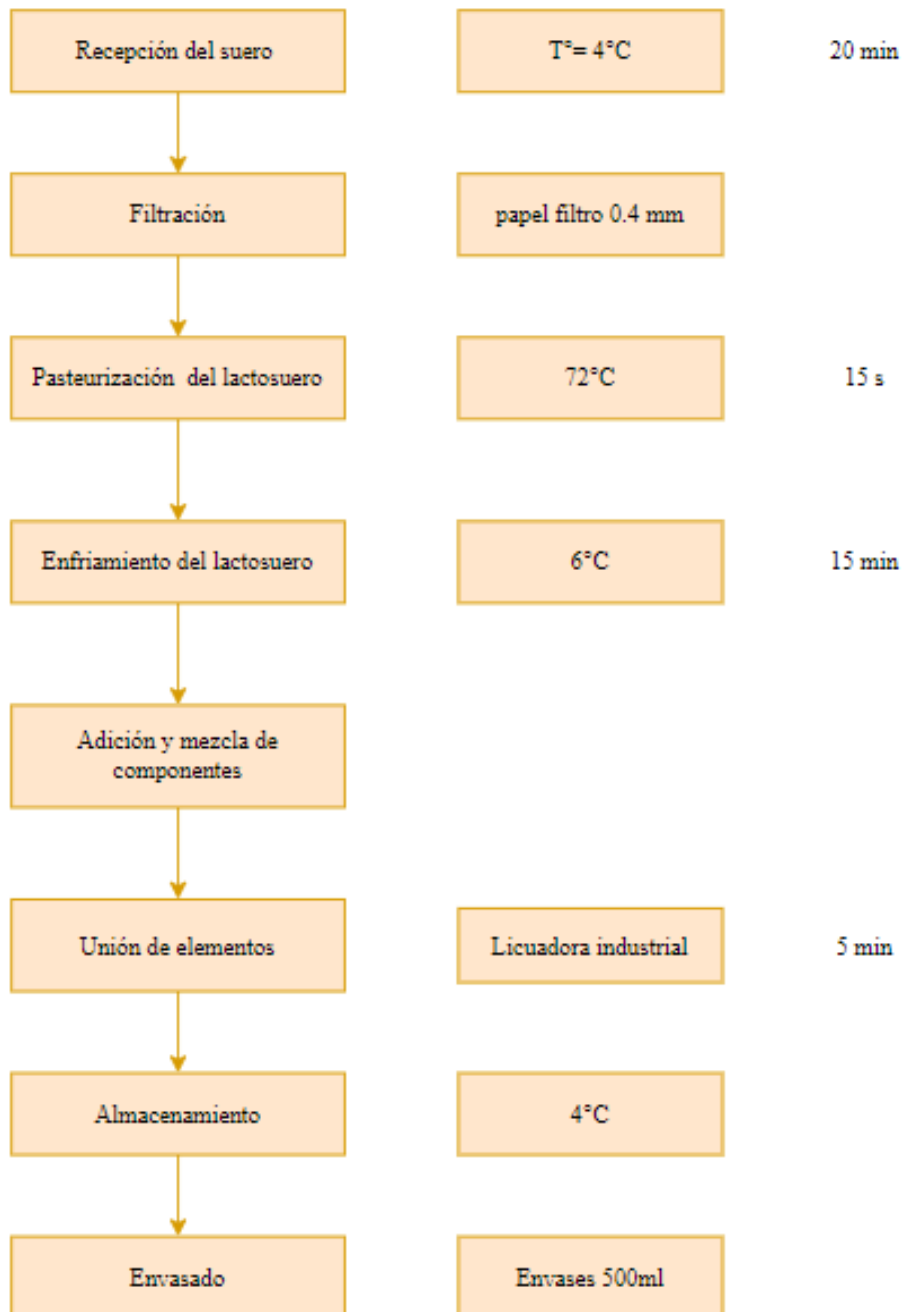 Recepción del suero
T°= 4°C
20 min
Filtración
papel filtro 0.4 mm
Pasteurización del lactosuero
72°C
15 s
Enfriamiento del lactosuero
6°C
15 min
Adición y mezcla de
componentes
Unión de elementos
Licuadora industrial
5 min
Almacenamiento
4°C
Envasado
Envases 500ml